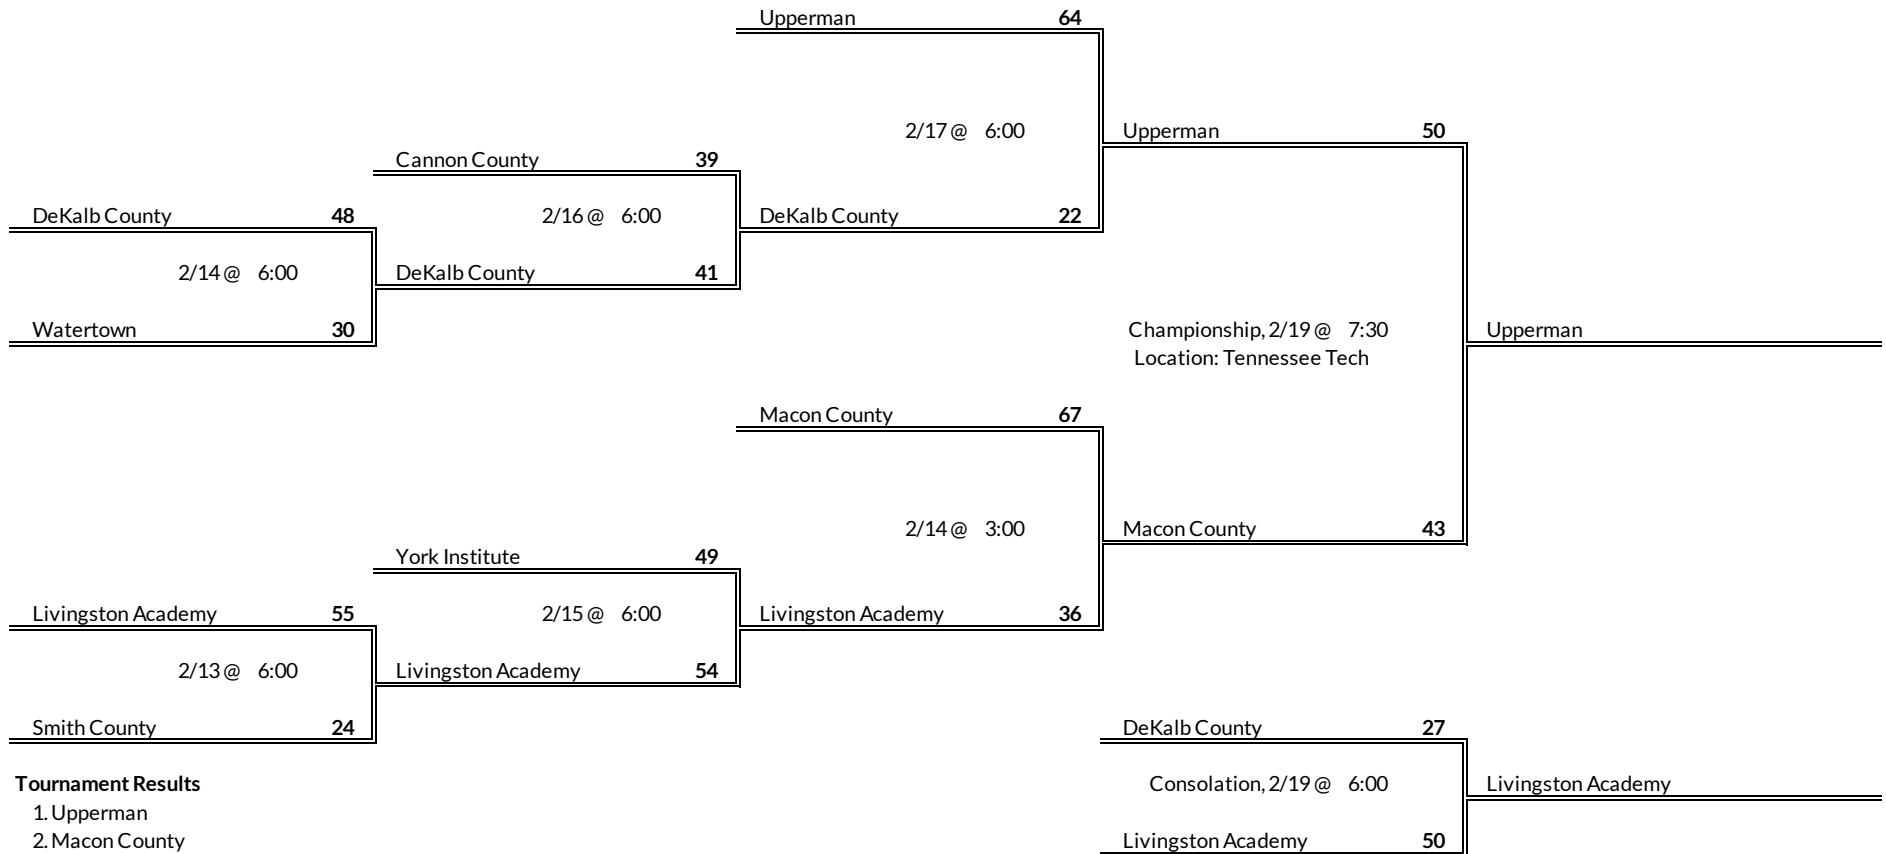 Upperman 64
2/17 @ 6:00
Upperman 50
Cannon County 39
DeKalb County 48
2/16 @ 6:00
DeKalb County 22
2/14 @ 6:00
DeKalb County 41
Watertown 30
Championship, 2/19 @ 7:30
Upperman
Location: Tennessee Tech
Macon County 67
2/14 @ 3:00
Macon County 43
York Institute 49
Livingston Academy 55
2/15 @ 6:00
Livingston Academy 36
2/13 @ 6:00
Livingston Academy 54
Smith County 24
DeKalb County 27
Tournament Results
Consolation, 2/19 @ 6:00
Livingston Academy
1. Upperman
2. Macon County
Livingston Academy 50